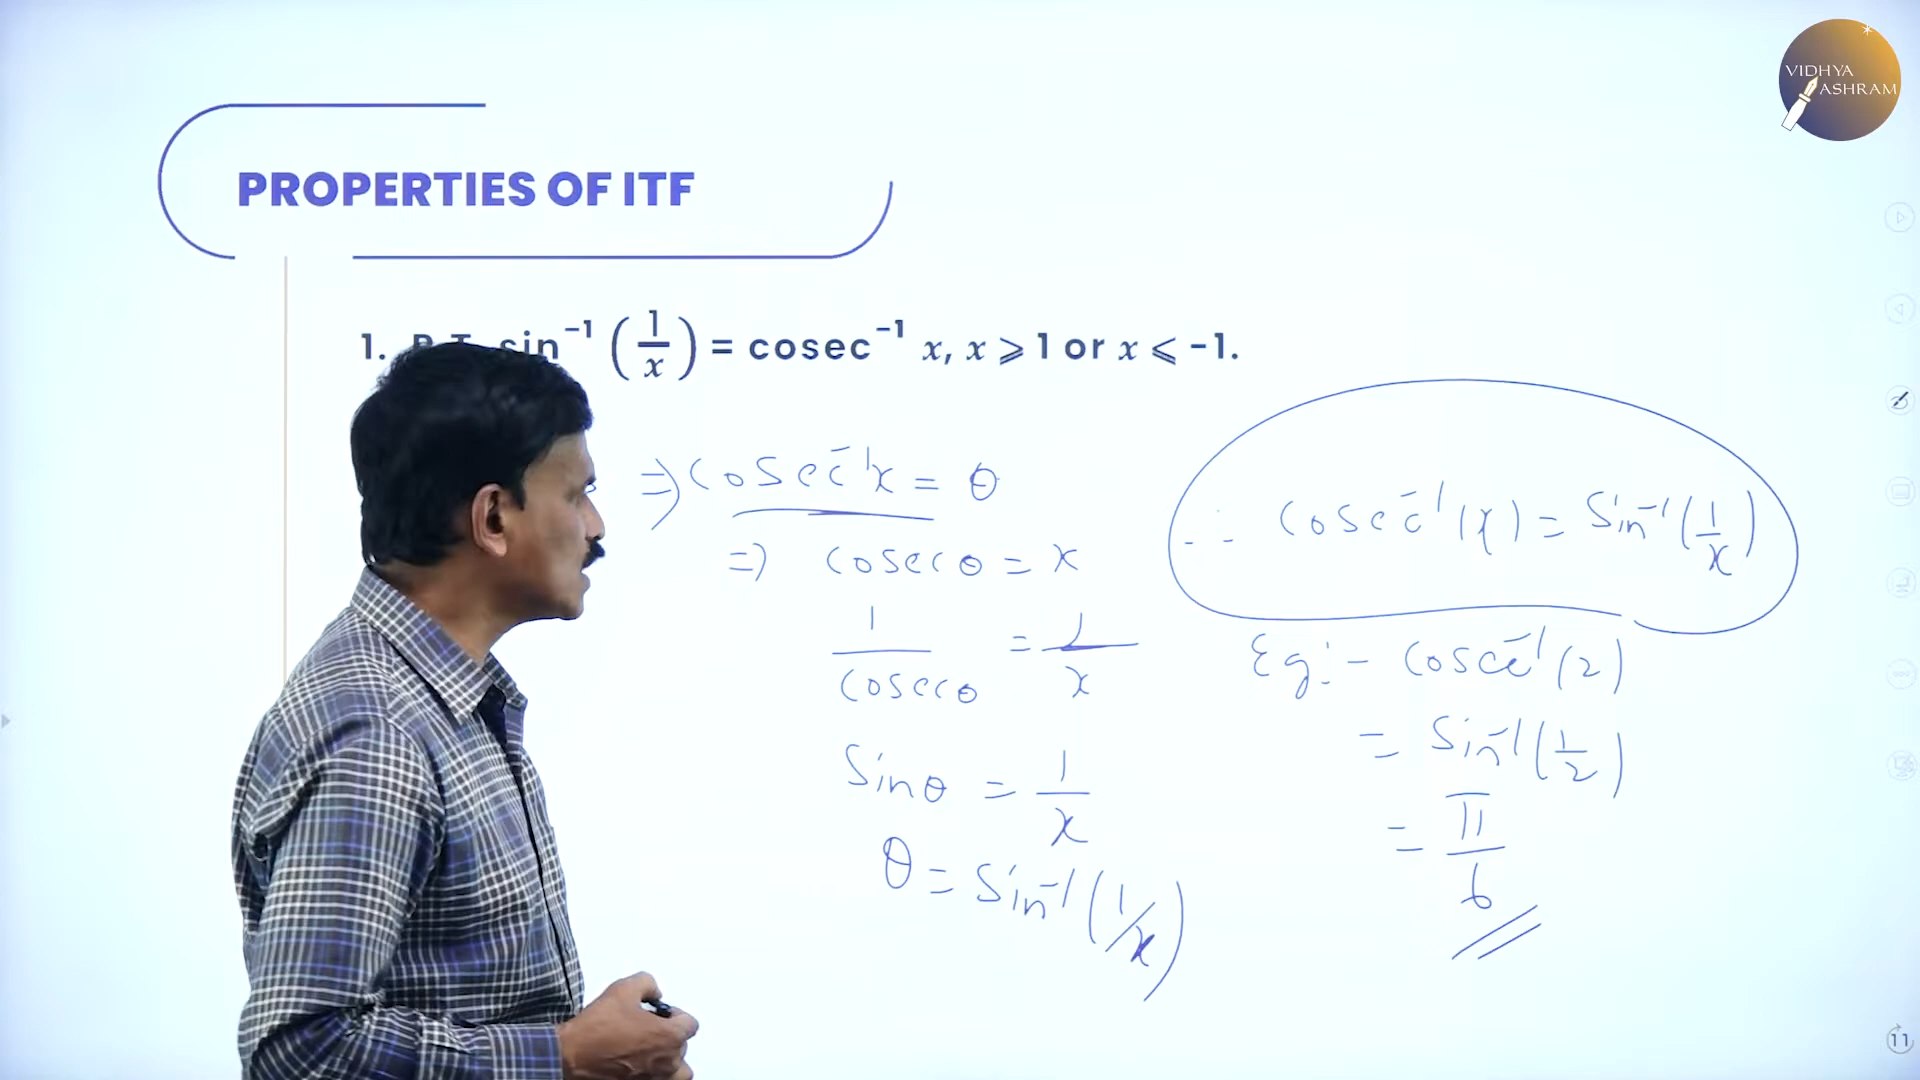 VIDHYA
ASHRAM
PROPERTIES OF ITF
1. P.T. sin⁻¹ (1/x) = cosec⁻¹ x, x ⩾ 1 or x ⩽ -1.
⇒ cosec⁻¹x = θ
⇒ cosecθ = x
1/cosecθ = 1/x
Sinθ = 1/x
θ = Sin⁻¹(1/x)
∴ cosec⁻¹(x) = Sin⁻¹(1/x)
Eg:- cosec⁻¹(2)
= Sin⁻¹(1/2)
= π/6
11